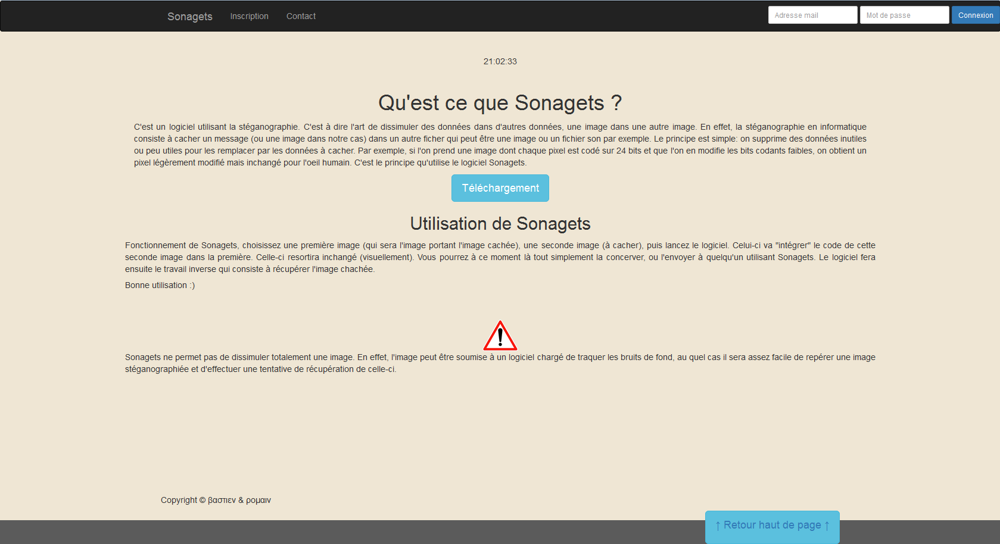 Sonagets Inscription Contact Adresse mail Mot de passe Connexion
21:02:33
Qu'est ce que Sonagets ?
C'est un logiciel utilisant la stéganographie. C'est à dire l'art de dissimuler des données dans d'autres données, une image dans une autre image. En effet, la stéganographie en informatique
consiste à cacher un message (ou une image dans notre cas) dans un autre ficher qui peut être une image ou un fichier son par exemple. Le principe est simple: on supprime des données inutiles
ou peu utiles pour les remplacer par les données à cacher. Par exemple, si l'on prend une image dont chaque pixel est codé sur 24 bits et que l'on en modifie les bits codants faibles, on obtient un
pixel légèrement modifié mais inchangé pour l'oeil humain. C'est le principe qu'utilise le logiciel Sonagets.
Téléchargement
Utilisation de Sonagets
Fonctionnement de Sonagets, choisissez une première image (qui sera l'image portant l'image cachée), une seconde image (à cacher), puis lancez le logiciel. Celui-ci va "intégrer" le code de cette
seconde image dans la première. Celle-ci resortira inchangé (visuellement). Vous pourrez à ce moment là tout simplement la concerver, ou l'envoyer à quelqu'un utilisant Sonagets. Le logiciel fera
ensuite le travail inverse qui consiste à récupérer l'image chachée.
Bonne utilisation :)
Sonagets ne permet pas de dissimuler totalement une image. En effet, l'image peut être soumise à un logiciel chargé de traquer les bruits de fond, au quel cas il sera assez facile de repérer une image
stéganographiée et d'effectuer une tentative de récupération de celle-ci.
Copyright © βαστιεν & ρομαιν
↑ Retour haut de page ↑